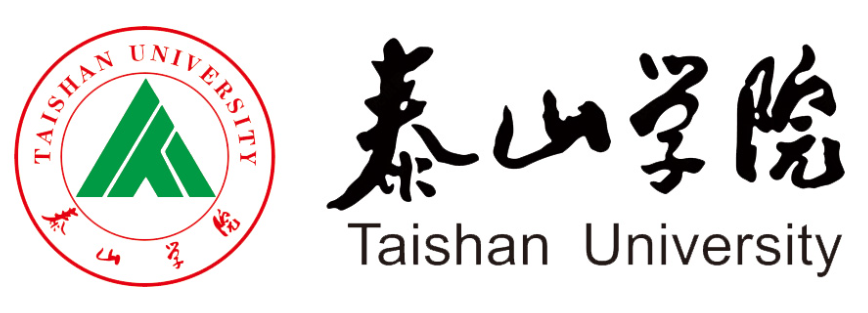 TAISHAN UNIVERSITY
泰山学院
泰山学院
Taishan University